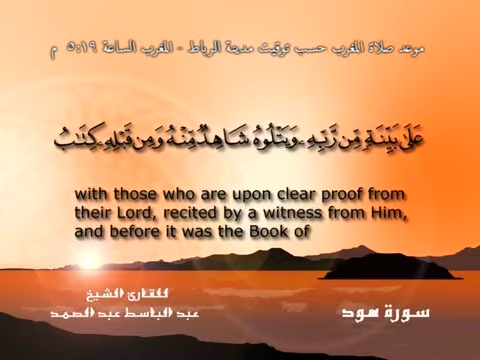 موعد صلاة المغرب حسب توقيت مدينة الرباط - المغرب الساعة ٥:١٩ م
عَلَىٰ بَيِّنَةٍ مِّن رَّبِّهِۦ وَيَتْلُوهُ شَاهِدٌ مِّنْهُ وَمِن قَبْلِهِۦ كِتَٰبُ
with those who are upon clear proof from
their Lord, recited by a witness from Him,
and before it was the Book of
القارئ الشيخ
عبد الباسط عبد الصمد
سورة هود